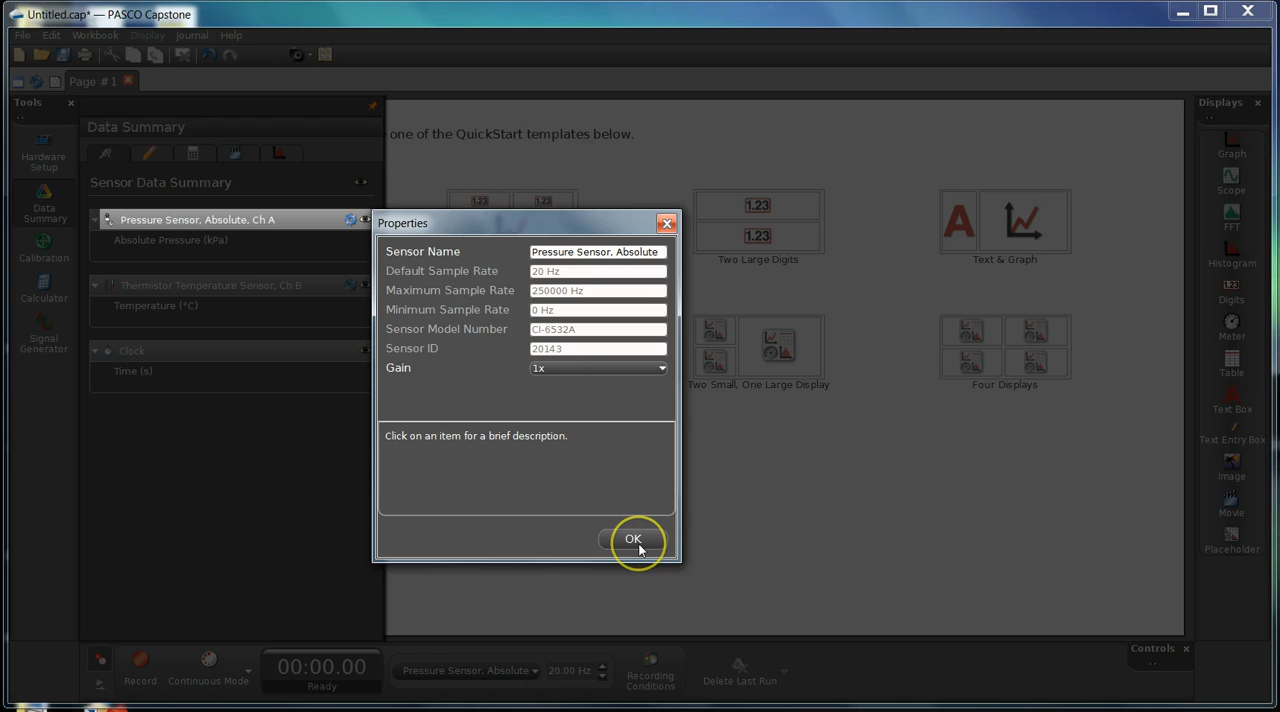 Untitled.cap* — PASCO Capstone
File Edit Workbook Display Journal Help
Page #1
Tools
Hardware
Setup
Data
Summary
Calibration
Calculator
Signal
Generator
Data Summary
Sensor Data Summary
Pressure Sensor, Absolute, Ch A
Absolute Pressure (kPa)
Thermistor Temperature Sensor, Ch B
Temperature (°C)
Clock
Time (s)
one of the QuickStart templates below.
1.23 1.23
1.23
1.23
Two Large Digits
A
Text & Graph
Two Small, One Large Display
Four Displays
Properties
Sensor Name Pressure Sensor, Absolute
Default Sample Rate 20 Hz
Maximum Sample Rate 250000 Hz
Minimum Sample Rate 0 Hz
Sensor Model Number CI-6532A
Sensor ID 20143
Gain 1x
Click on an item for a brief description.
OK
Displays
Graph
Scope
FFT
Histogram
1.23
Digits
Meter
Table
Text Box
Text Entry Box
Image
Movie
Placeholder
Record
Continuous Mode
00:00.00
Ready
Pressure Sensor, Absolute 20.00 Hz
Recording
Conditions
Delete Last Run
Controls